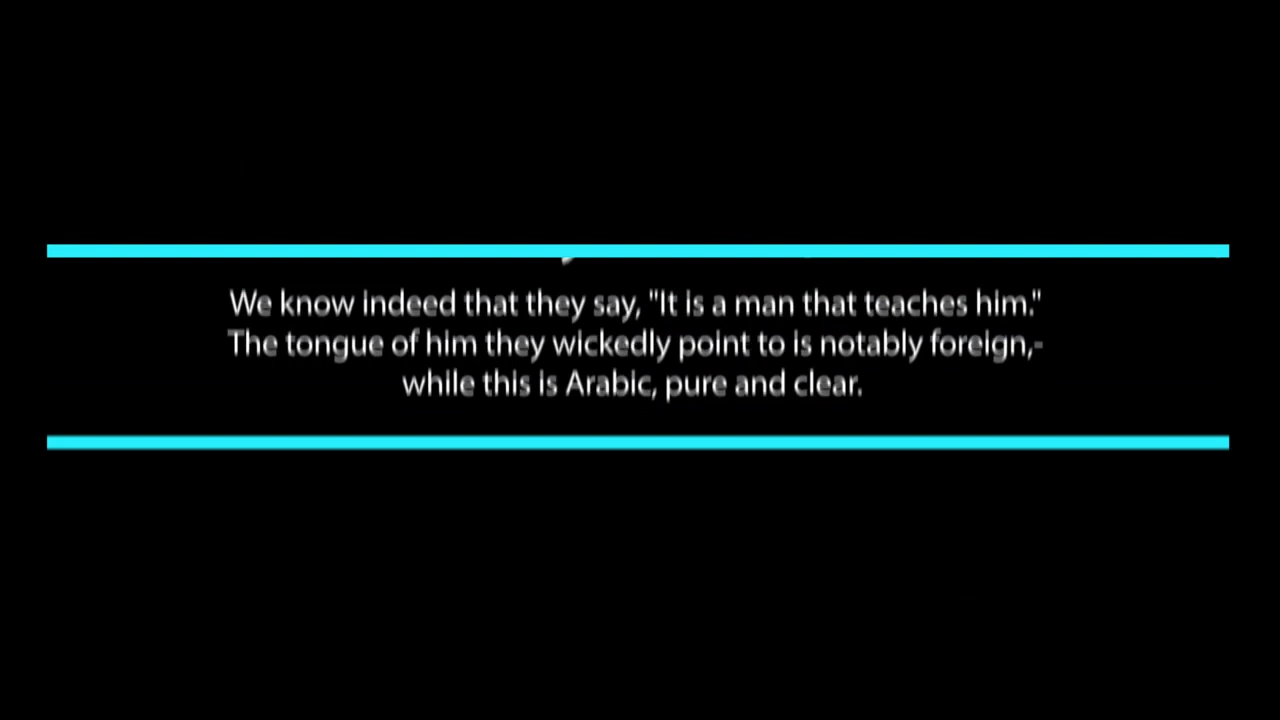 We know indeed that they say, "It is a man that teaches him."
The tongue of him they wickedly point to is notably foreign,-
while this is Arabic, pure and clear.